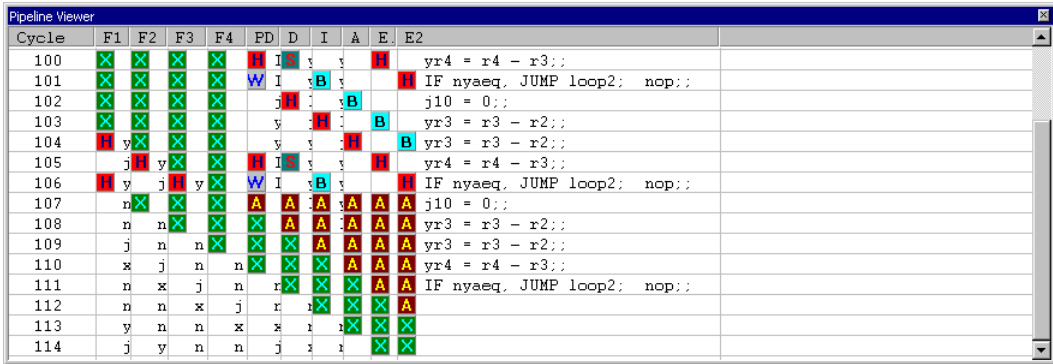 Pipeline Viewer
Cycle F1 F2 F3 F4 PD D I A E. E2
100 X X X X H I S y y H yr4 = r4 - r3;;
101 X X X X W I y B H IF nyaeq, JUMP loop2; nop;;
102 X X X X j H y B j10 = 0;;
103 X X X X y H B yr3 = r3 - r2;;
104 H y X X X y y H B yr3 = r3 - r2;;
105 j H y X X H I S y y H yr4 = r4 - r3;;
106 H y j H y X W I y B y H IF nyaeq, JUMP loop2; nop;;
107 n X X X A A A y A A A j10 = 0;;
108 n n X X X A A A A A yr3 = r3 - r2;;
109 j n n X X X A A A A yr3 = r3 - r2;;
110 x j n n X X X A A A yr4 = r4 - r3;;
111 n x j n n X X X A A IF nyaeq, JUMP loop2; nop;;
112 n n x j n X X X A
113 y n n x x X X X
114 j y n n j X X